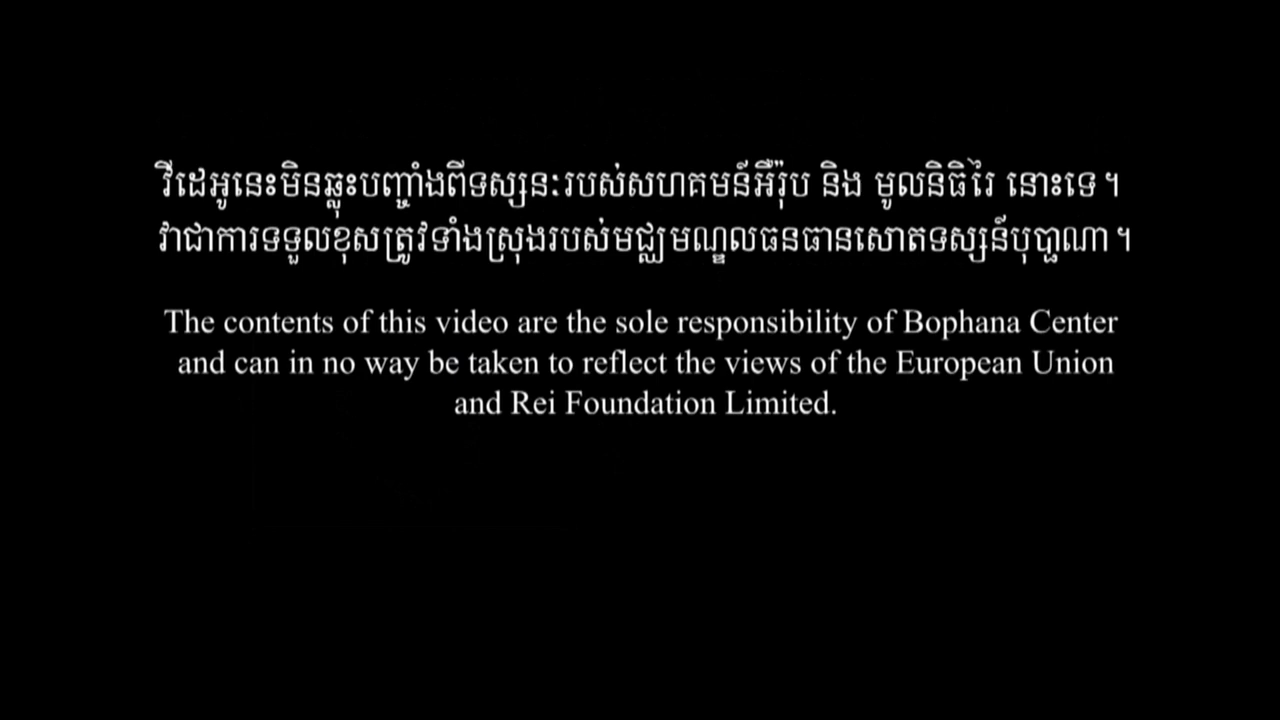 វីដេអូនេះមិនឆ្លុះបញ្ចាំងពីទស្សនៈរបស់សហគមន៍អឺរ៉ុប និង មូលនិធិរៃ នោះទេ។
វាជាការទទួលខុសត្រូវទាំងស្រុងរបស់មជ្ឈមណ្ឌលធនធានសោតទស្សន៍បុប្ផាណា។
The contents of this video are the sole responsibility of Bophana Center
and can in no way be taken to reflect the views of the European Union
and Rei Foundation Limited.